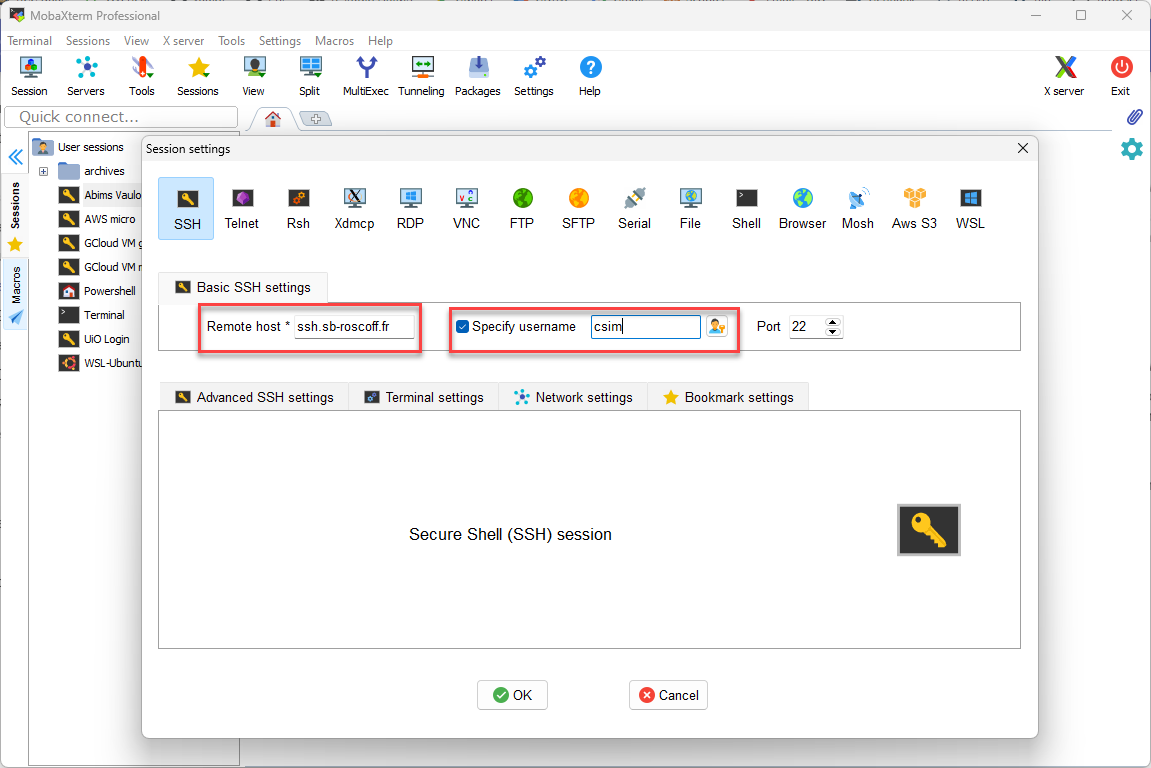 MobaXterm Professional
Terminal Sessions View X server Tools Settings Macros Help
Session Servers Tools Sessions View Split MultiExec Tunneling Packages Settings Help X server Exit
Quick connect...
Sessions
Macros
User sessions
archives
Abims Vaulo
AWS micro
GCloud VM g
GCloud VM
Powershell
Terminal
UiO Login
WSL-Ubuntu
Session settings
SSH Telnet Rsh Xdmcp RDP VNC FTP SFTP Serial File Shell Browser Mosh Aws S3 WSL
Basic SSH settings
Remote host * ssh.sb-roscoff.fr Specify username csim Port 22
Advanced SSH settings Terminal settings Network settings Bookmark settings
Secure Shell (SSH) session
OK Cancel